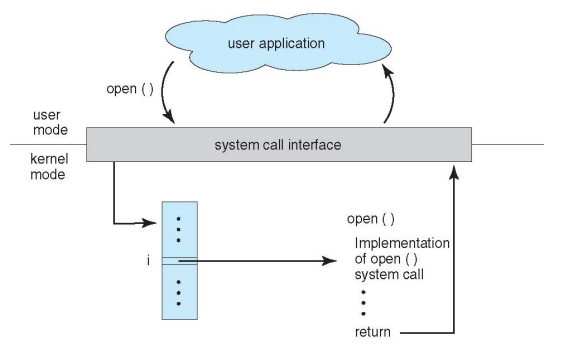 user application
open ( )
user
mode
system call interface
kernel
mode
open ( )
i
Implementation
of open ( )
system call
return